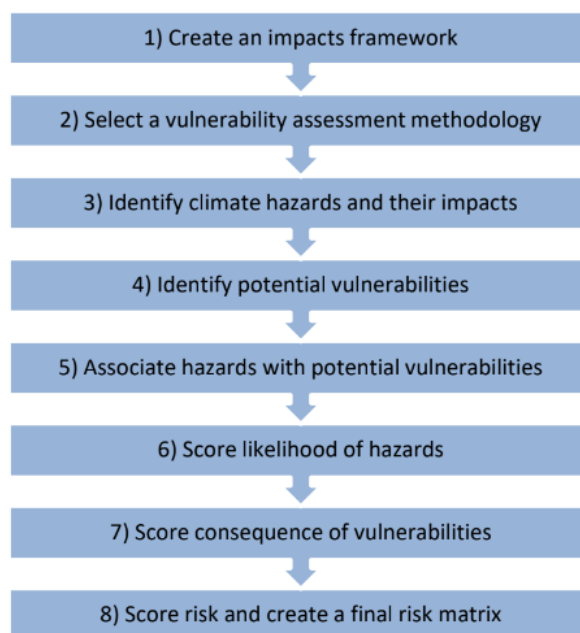 1) Create an impacts framework
2) Select a vulnerability assessment methodology
3) Identify climate hazards and their impacts
4) Identify potential vulnerabilities
5) Associate hazards with potential vulnerabilities
6) Score likelihood of hazards
7) Score consequence of vulnerabilities
8) Score risk and create a final risk matrix